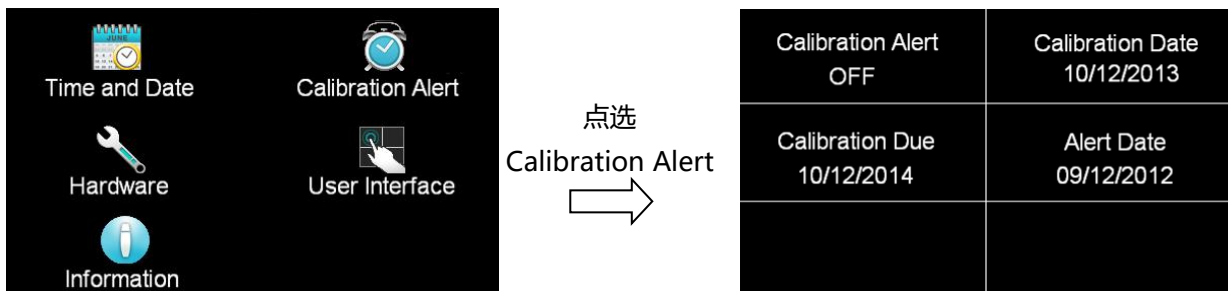 JUNE
Time and Date
Calibration Alert
Hardware
User Interface
Information
点选
Calibration Alert
Calibration Alert
OFF
Calibration Date
10/12/2013
Calibration Due
10/12/2014
Alert Date
09/12/2012